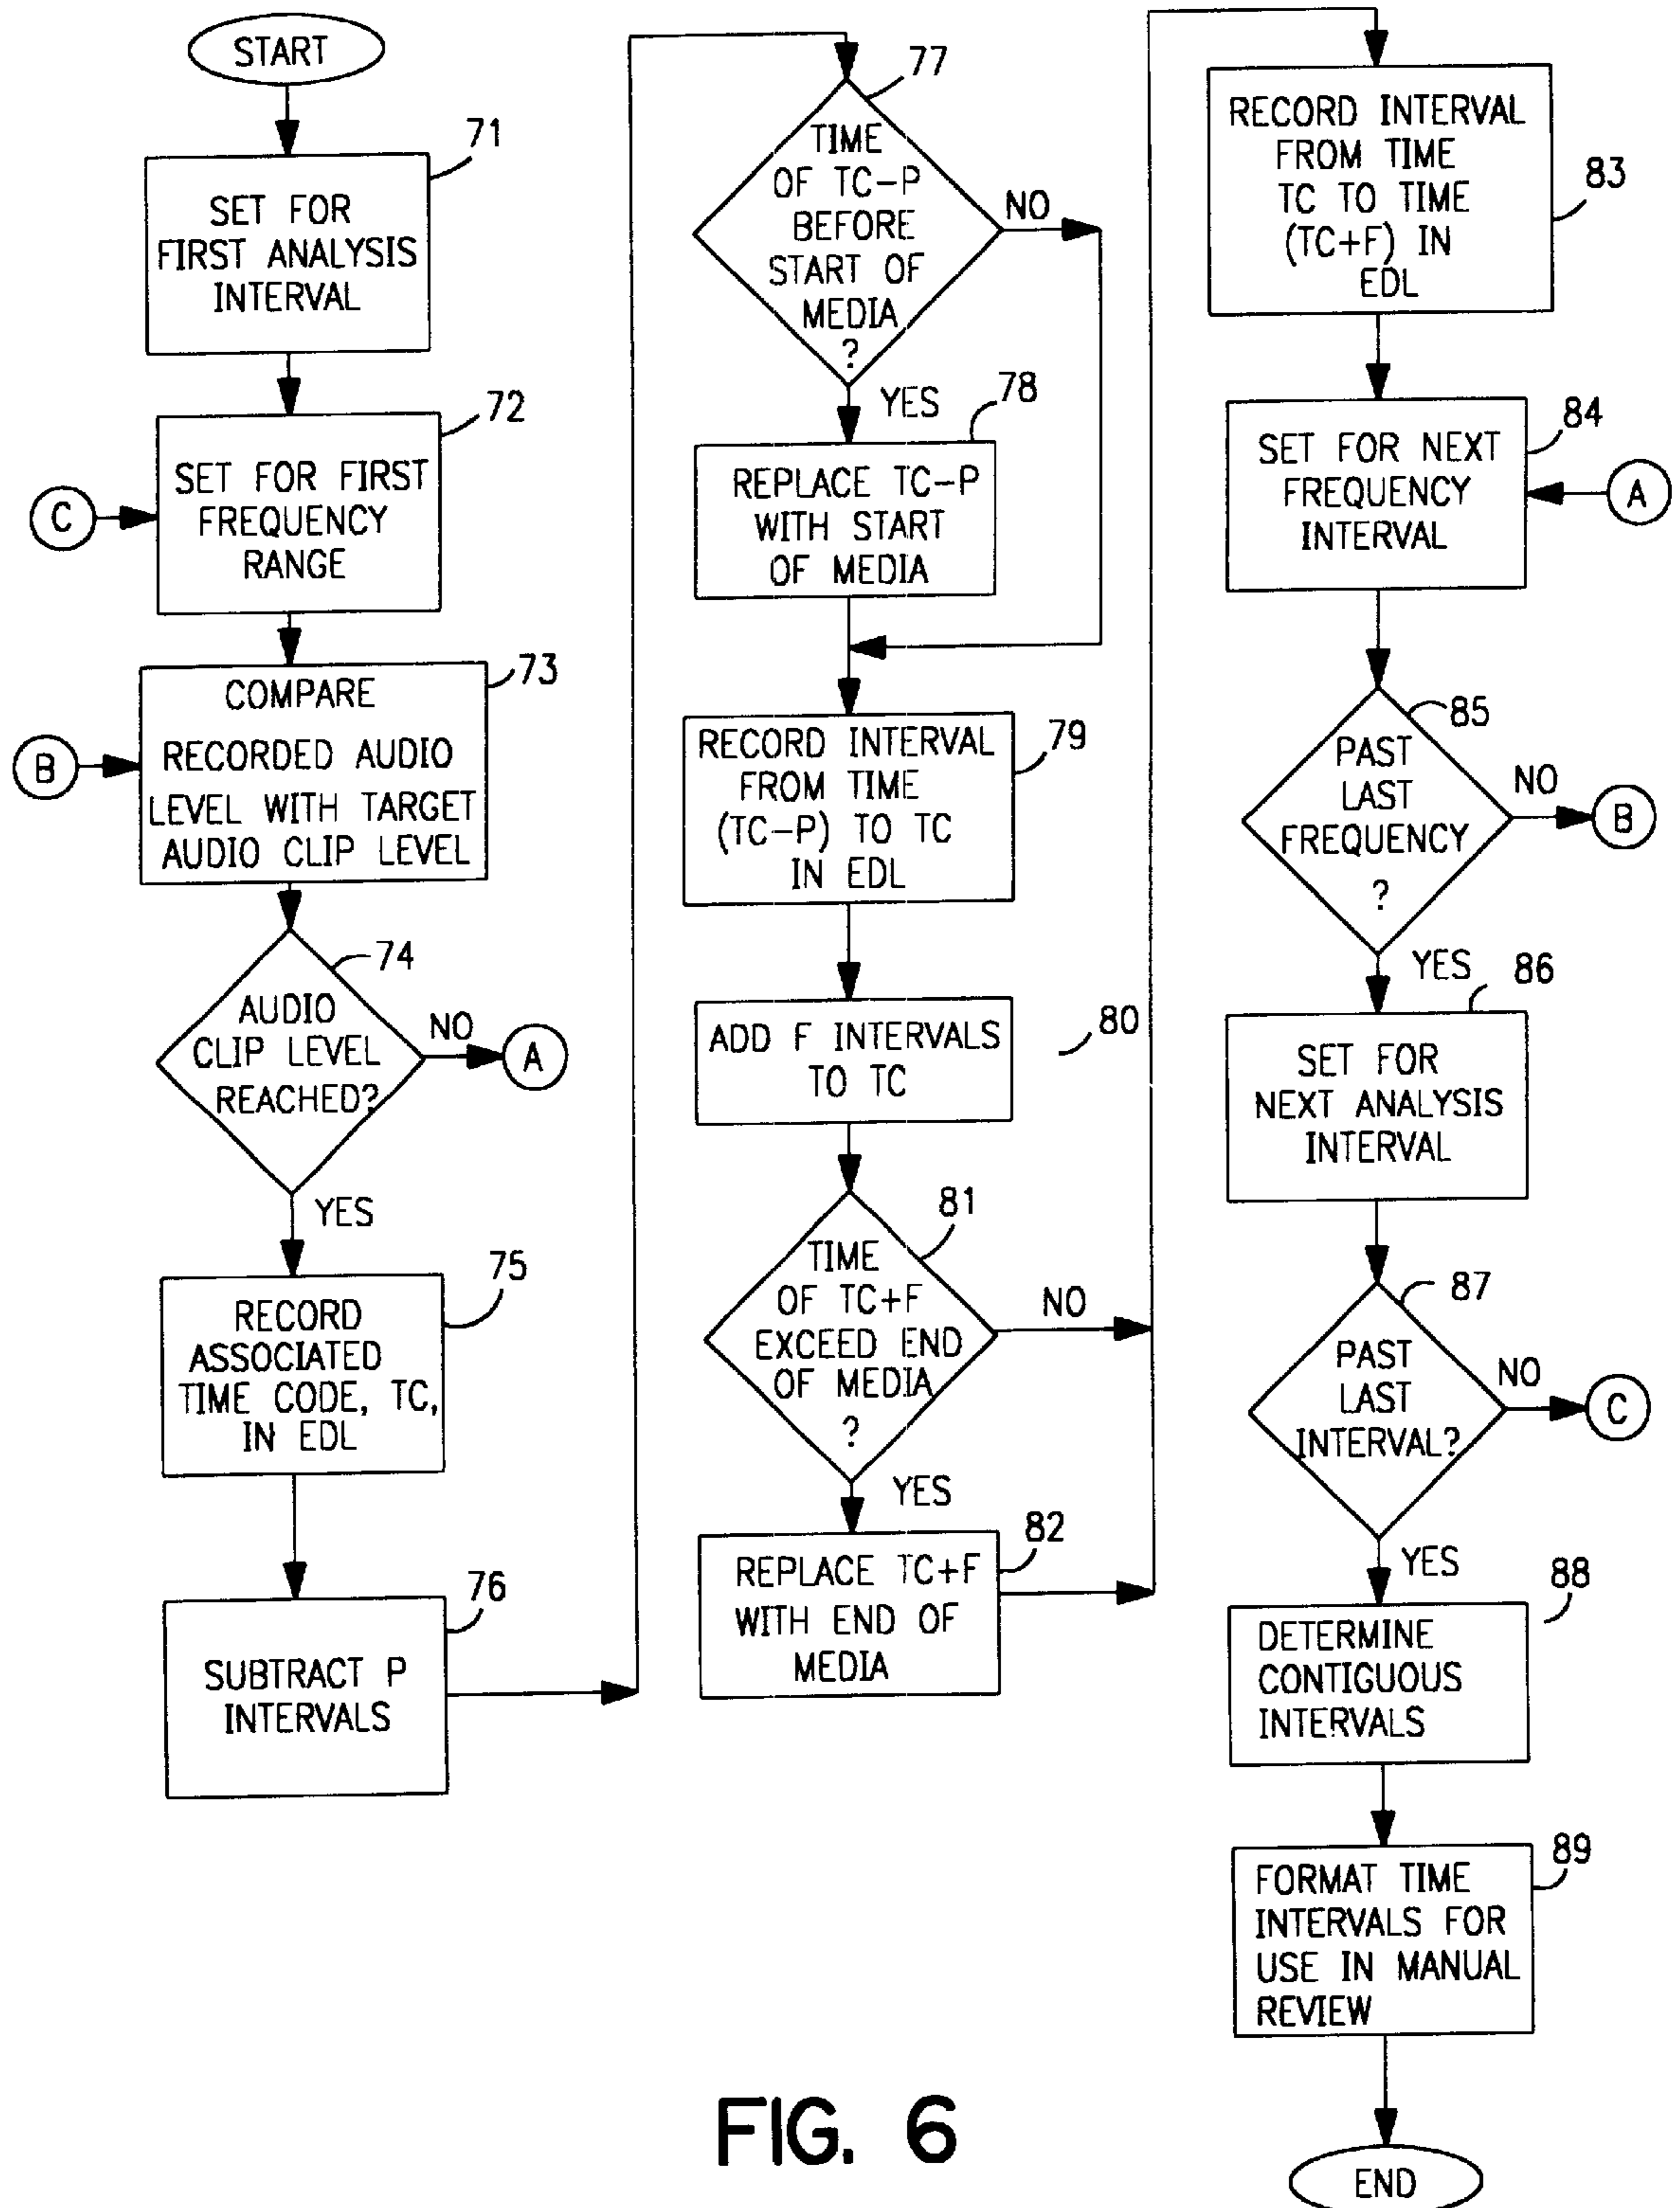 START
71
SET FOR
FIRST ANALYSIS
INTERVAL
72
C
SET FOR FIRST
FREQUENCY
RANGE
73
B
COMPARE
RECORDED AUDIO
LEVEL WITH TARGET
AUDIO CLIP LEVEL
74
AUDIO
CLIP LEVEL
REACHED?
NO
A
YES
75
RECORD
ASSOCIATED
TIME CODE, TC,
IN EDL
76
SUBTRACT P
INTERVALS
77
TIME
OF TC-P
BEFORE
START OF
MEDIA
?
NO
YES
78
REPLACE TC-P
WITH START
OF MEDIA
79
RECORD INTERVAL
FROM TIME
(TC-P) TO TC
IN EDL
80
ADD F INTERVALS
TO TC
81
TIME
OF TC+F
EXCEED END
OF MEDIA
?
NO
YES
82
REPLACE TC+F
WITH END OF
MEDIA
83
RECORD INTERVAL
FROM TIME
TC TO TIME
(TC+F) IN
EDL
84
SET FOR NEXT
FREQUENCY
INTERVAL
A
85
PAST
LAST
FREQUENCY
?
NO
B
YES
86
SET FOR
NEXT ANALYSIS
INTERVAL
87
PAST
LAST
INTERVAL?
NO
C
YES
88
DETERMINE
CONTIGUOUS
INTERVALS
89
FORMAT TIME
INTERVALS FOR
USE IN MANUAL
REVIEW
END
FIG. 6